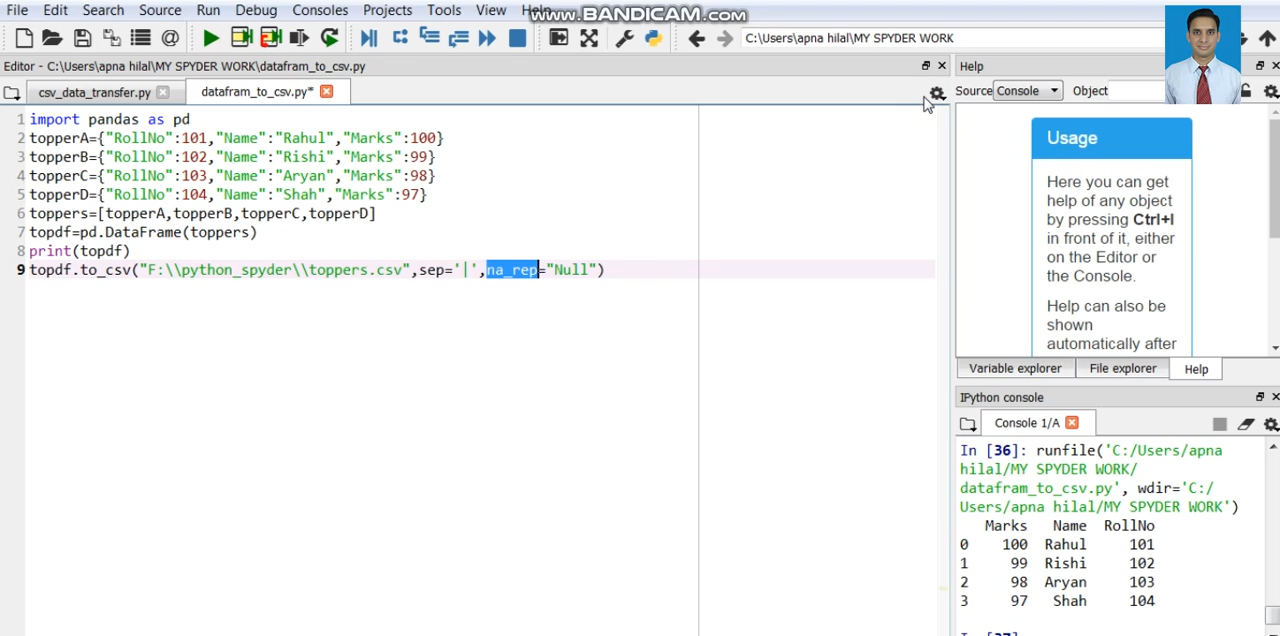 File Edit Search Source Run Debug Consoles Projects Tools View Help
www.BANDICAM.com
C:\Users\apna hilal\MY SPYDER WORK
Editor - C:\Users\apna hilal\MY SPYDER WORK\datafram_to_csv.py
csv_data_transfer.py datafram_to_csv.py*
1 import pandas as pd
2 topperA={"RollNo":101,"Name":"Rahul","Marks":100}
3 topperB={"RollNo":102,"Name":"Rishi","Marks":99}
4 topperC={"RollNo":103,"Name":"Aryan","Marks":98}
5 topperD={"RollNo":104,"Name":"Shah","Marks":97}
6 toppers=[topperA,topperB,topperC,topperD]
7 topdf=pd.DataFrame(toppers)
8 print(topdf)
9 topdf.to_csv("F:\\python_spyder\\toppers.csv",sep='|',na_rep="Null")
Help
Source Console Object
Usage
Here you can get
help of any object
by pressing Ctrl+I
in front of it, either
on the Editor or
the Console.
Help can also be
shown
automatically after
Variable explorer File explorer Help
IPython console
Console 1/A
In [36]: runfile('C:/Users/apna
hilal/MY SPYDER WORK/
datafram_to_csv.py', wdir='C:/
Users/apna hilal/MY SPYDER WORK')
Marks Name RollNo
0 100 Rahul 101
1 99 Rishi 102
2 98 Aryan 103
3 97 Shah 104